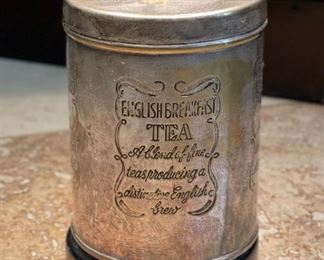 ENGLISH BREAKFAST
TEA
A blend of fine
teas producing a
distinctive English
brew